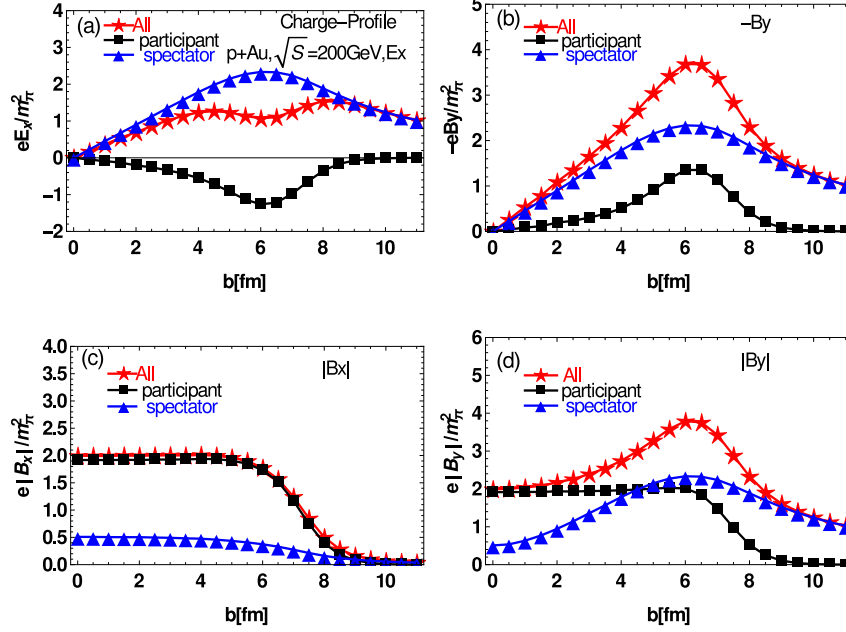 (a)
All
participant
spectator
Charge−Profile
p+Au,√S=200GeV,Ex
eEx/m²π
4
3
2
1
0
−1
−2
0 2 4 6 8 10
b[fm]
(b)
All
participant
spectator
−By
−eBy/m²π
5
4
3
2
1
0
0 2 4 6 8 10
b[fm]
(c)
All
participant
spectator
|Bx|
e|Bx|/m²π
4.0
3.5
3.0
2.5
2.0
1.5
1.0
0.5
0.0
0 2 4 6 8 10
b[fm]
(d)
All
participant
spectator
|By|
e|By|/m²π
6
4
2
0
0 2 4 6 8 10
b[fm]